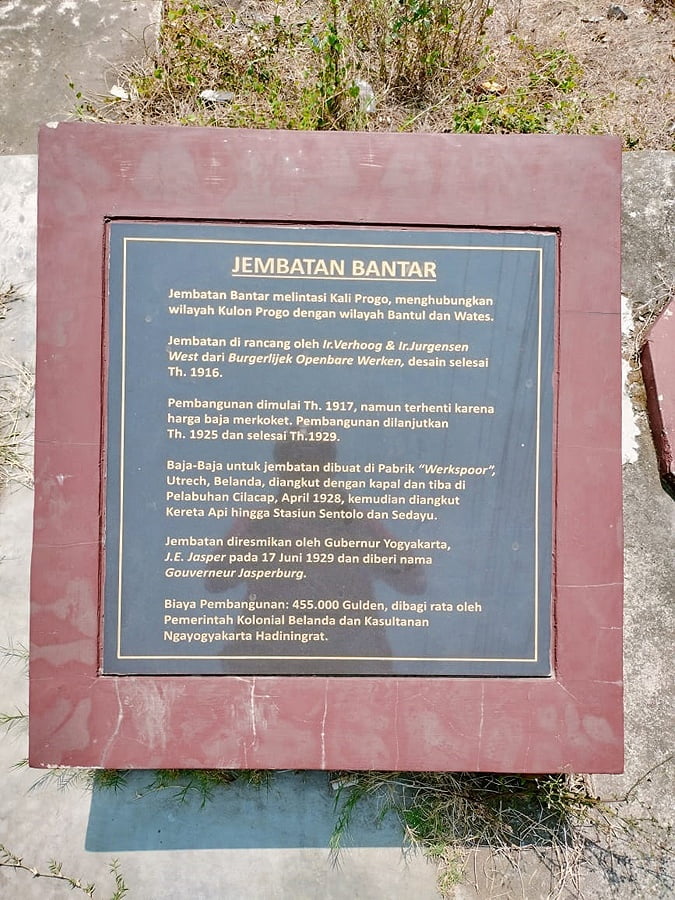 JEMBATAN BANTAR
Jembatan Bantar melintasi Kali Progo, menghubungkan
wilayah Kulon Progo dengan wilayah Bantul dan Wates.
Jembatan di rancang oleh Ir.Verhoog & Ir.Jurgensen
West dari Burgerlijek Openbare Werken, desain selesai
Th. 1916.
Pembangunan dimulai Th. 1917, namun terhenti karena
harga baja merkoket. Pembangunan dilanjutkan
Th. 1925 dan selesai Th.1929.
Baja-Baja untuk jembatan dibuat di Pabrik “Werkspoor”,
Utrech, Belanda, diangkut dengan kapal dan tiba di
Pelabuhan Cilacap, April 1928, kemudian diangkut
Kereta Api hingga Stasiun Sentolo dan Sedayu.
Jembatan diresmikan oleh Gubernur Yogyakarta,
J.E. Jasper pada 17 Juni 1929 dan diberi nama
Gouverneur Jasperburg.
Biaya Pembangunan: 455.000 Gulden, dibagi rata oleh
Pemerintah Kolonial Belanda dan Kasultanan
Ngayogyakarta Hadiningrat.